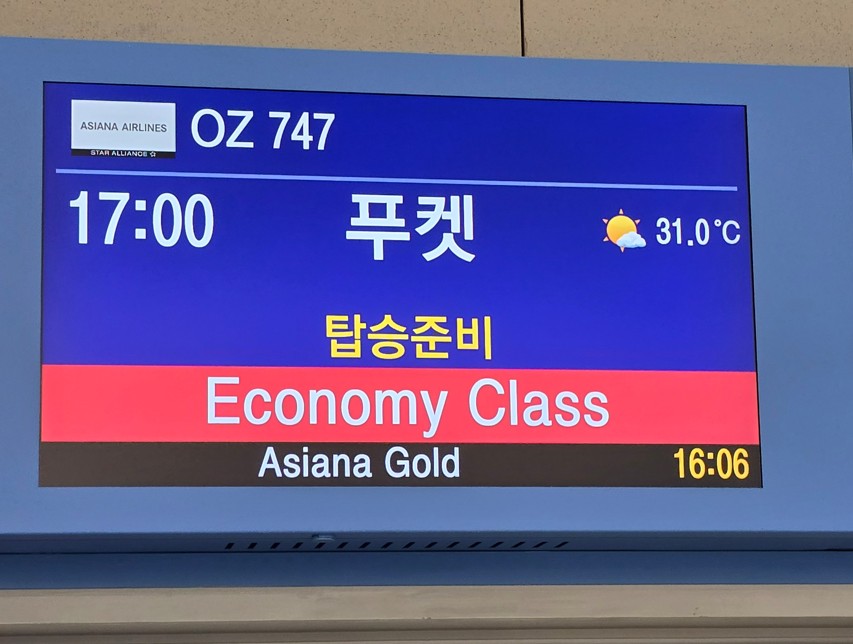 ASIANA AIRLINES
STAR ALLIANCE
OZ 747
17:00 푸켓 31.0°C
탑승준비
Economy Class
Asiana Gold 16:06